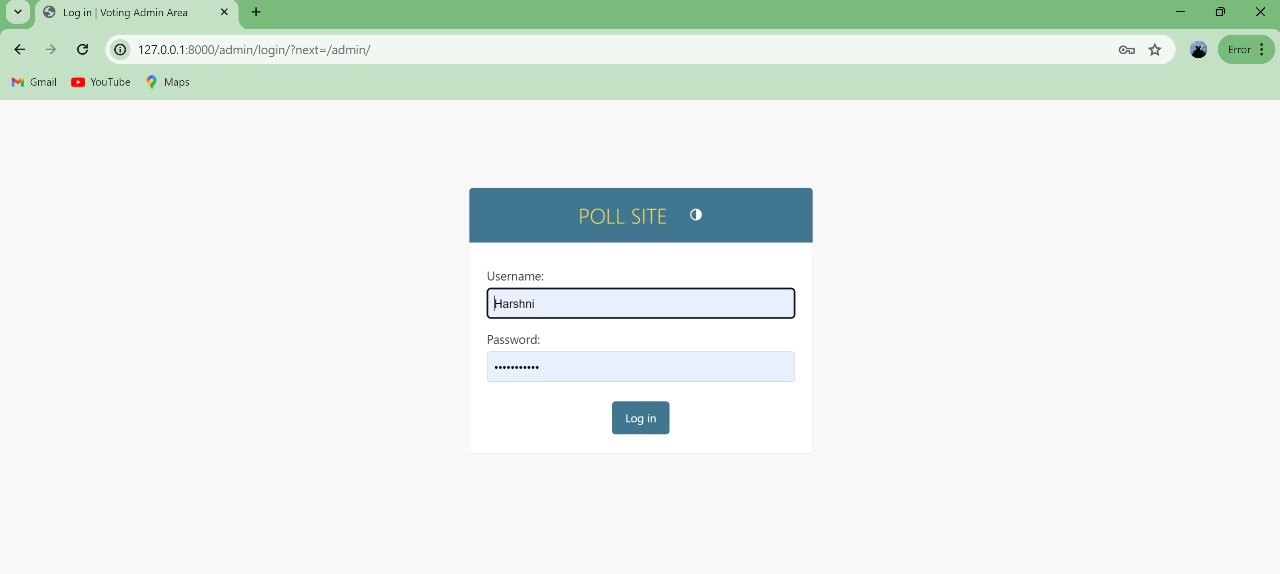 Log in | Voting Admin Area
127.0.0.1:8000/admin/login/?next=/admin/
Error
Gmail YouTube Maps
POLL SITE
Username:
Harshni
Password:
•••••••••••
Log in